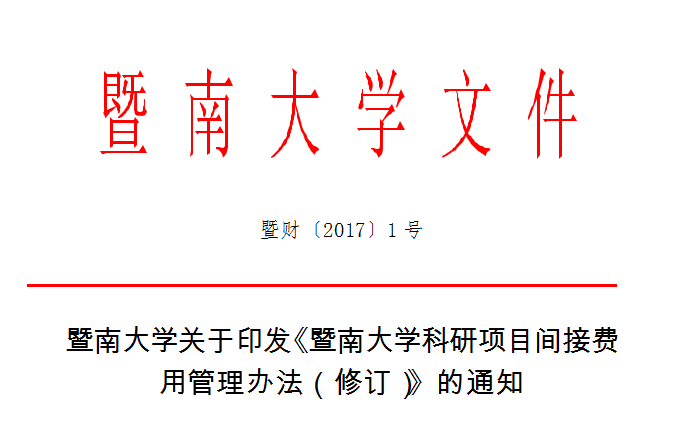 暨南大学文件
暨财〔2017〕1号
暨南大学关于印发《暨南大学科研项目间接费
用管理办法（修订）》的通知